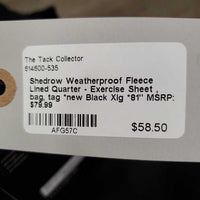 The Tack Collector
614600-535
Shedrow Weatherproof Fleece
Lined Quarter - Exercise Sheet ,
bag, tag *new Black Xlg *81" MSRP:
$79.99
AFG57C
$58.50